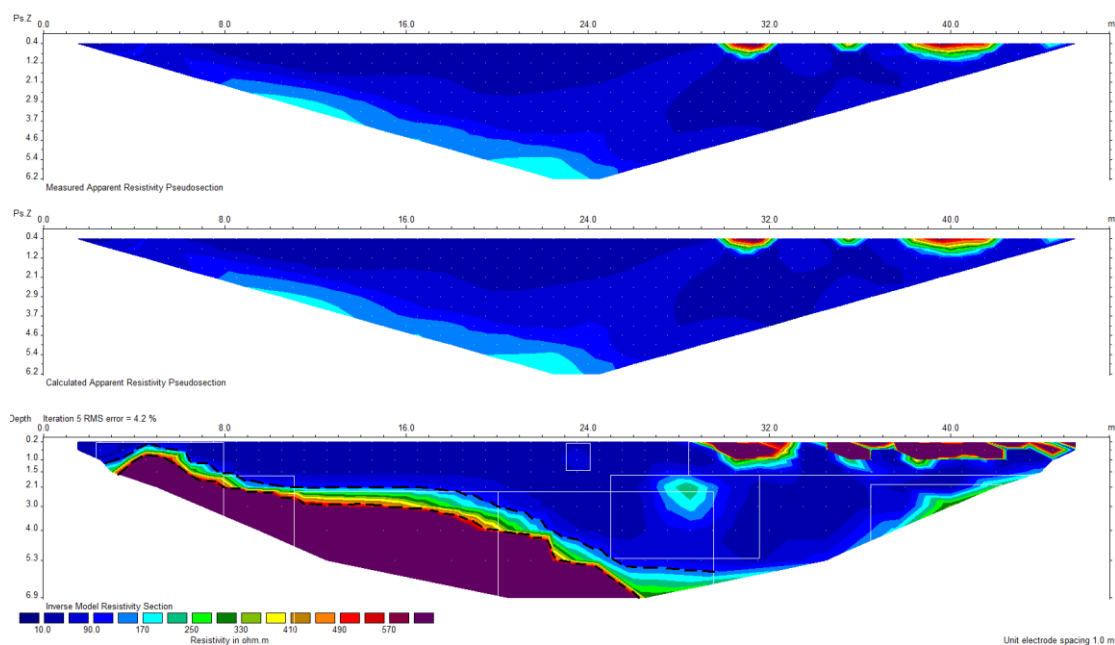 Ps.Z 0.0 8.0 16.0 24.0 32.0 40.0 m
0.4
1.2
2.1
2.9
3.7
4.6
5.4
6.2
Measured Apparent Resistivity Pseudosection
Ps.Z 0.0 8.0 16.0 24.0 32.0 40.0 m
0.4
1.2
2.1
2.9
3.7
4.6
5.4
6.2
Calculated Apparent Resistivity Pseudosection
Depth Iteration 5 RMS error = 4.2 %
0.0 8.0 16.0 24.0 32.0 40.0 m
0.2
1.0
1.5
2.1
3.0
4.0
5.3
6.9
Inverse Model Resistivity Section
10.0 90.0 170 250 330 410 490 570
Resistivity in ohm.m
Unit electrode spacing 1.0 m